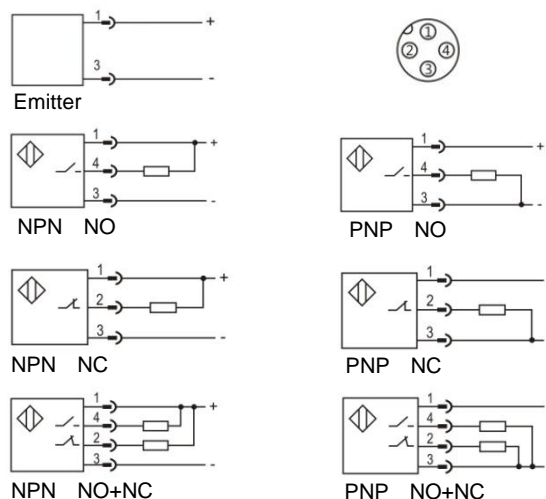 1 +
3 -
Emitter
① ② ④ ③
1 +
4
3 -
NPN NO
1 +
4
3 -
PNP NO
1 +
2
3 -
NPN NC
1
2
3
PNP NC
1 +
4
2
3 -
NPN NO+NC
1
4
2
3
PNP NO+NC